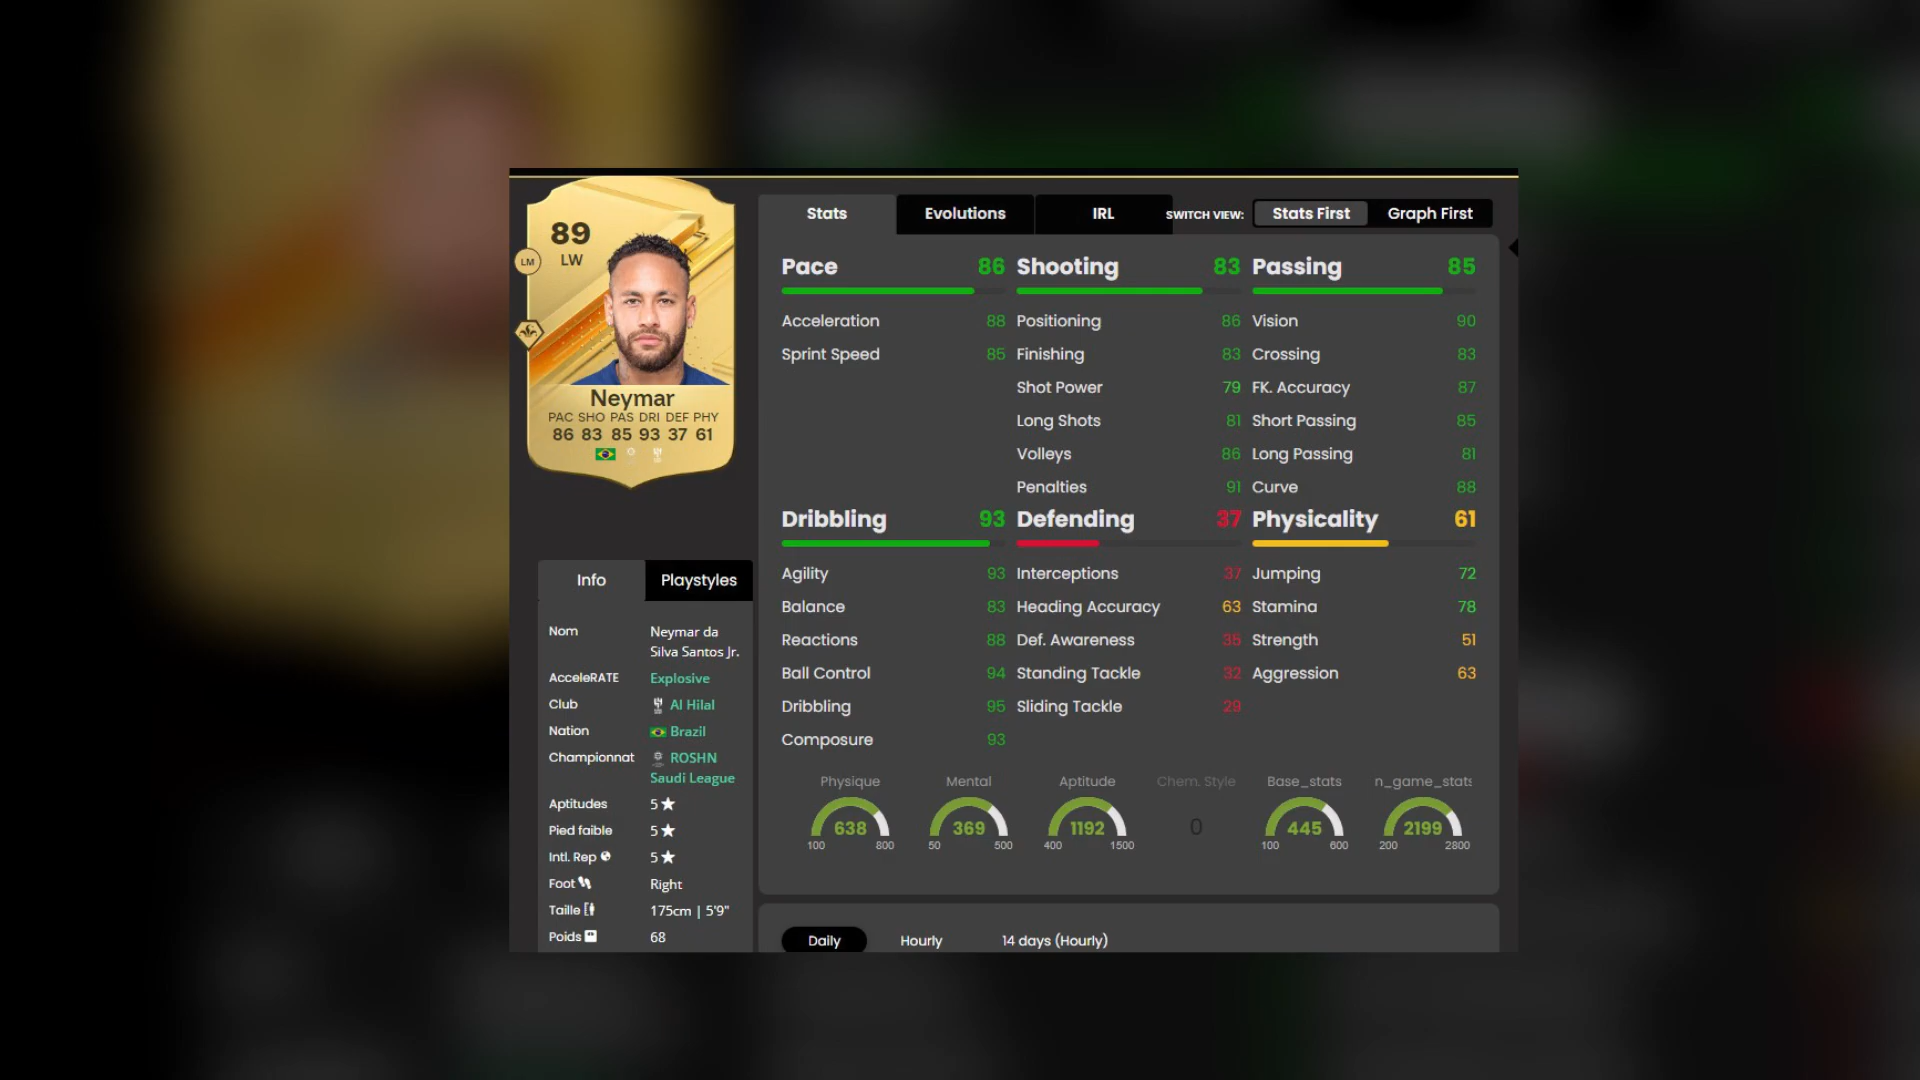 89
LW
LM
Neymar
PAC SHO PAS DRI DEF PHY
86 83 85 93 37 61
Info Playstyles
Nom Neymar da
Silva Santos Jr.
AcceleRATE Explosive
Club Al Hilal
Nation Brazil
Championnat ROSHN
Saudi League
Aptitudes 5
Pied faible 5
Intl. Rep 5
Foot Right
Taille 175cm | 5'9"
Poids 68
Stats Evolutions IRL SWITCH VIEW: Stats First Graph First
Pace 86 Shooting 83 Passing 85
Acceleration 88 Positioning 86 Vision 90
Sprint Speed 85 Finishing 83 Crossing 83
Shot Power 79 FK. Accuracy 87
Long Shots 81 Short Passing 85
Volleys 86 Long Passing 81
Penalties 91 Curve 88
Dribbling 93 Defending 37 Physicality 61
Agility 93 Interceptions 37 Jumping 72
Balance 83 Heading Accuracy 63 Stamina 78
Reactions 88 Def. Awareness 35 Strength 51
Ball Control 94 Standing Tackle 32 Aggression 63
Dribbling 95 Sliding Tackle 29
Composure 93
Physique Mental Aptitude Chem. Style Base_stats n_game_stats
638 369 1192 0 445 2199
100 800 50 500 400 1500 100 600 200 2800
Daily Hourly 14 days (Hourly)